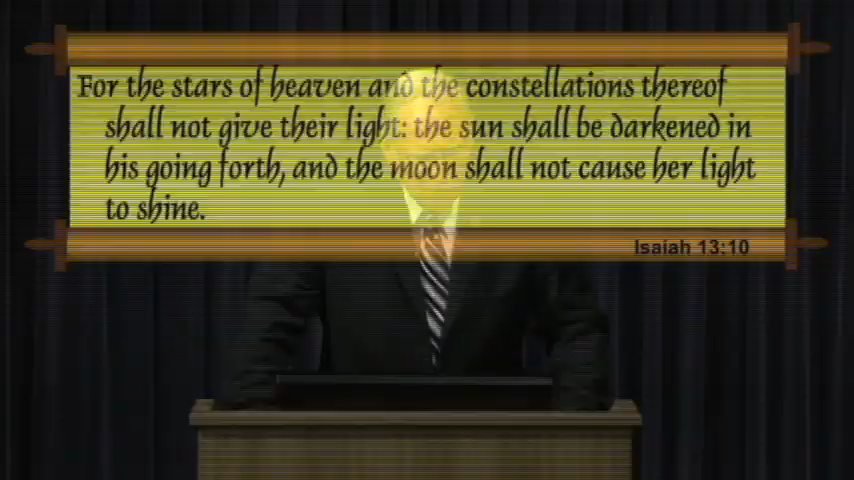 For the stars of heaven and the constellations thereof
shall not give their light: the sun shall be darkened in
his going forth, and the moon shall not cause her light
to shine.
Isaiah 13:10